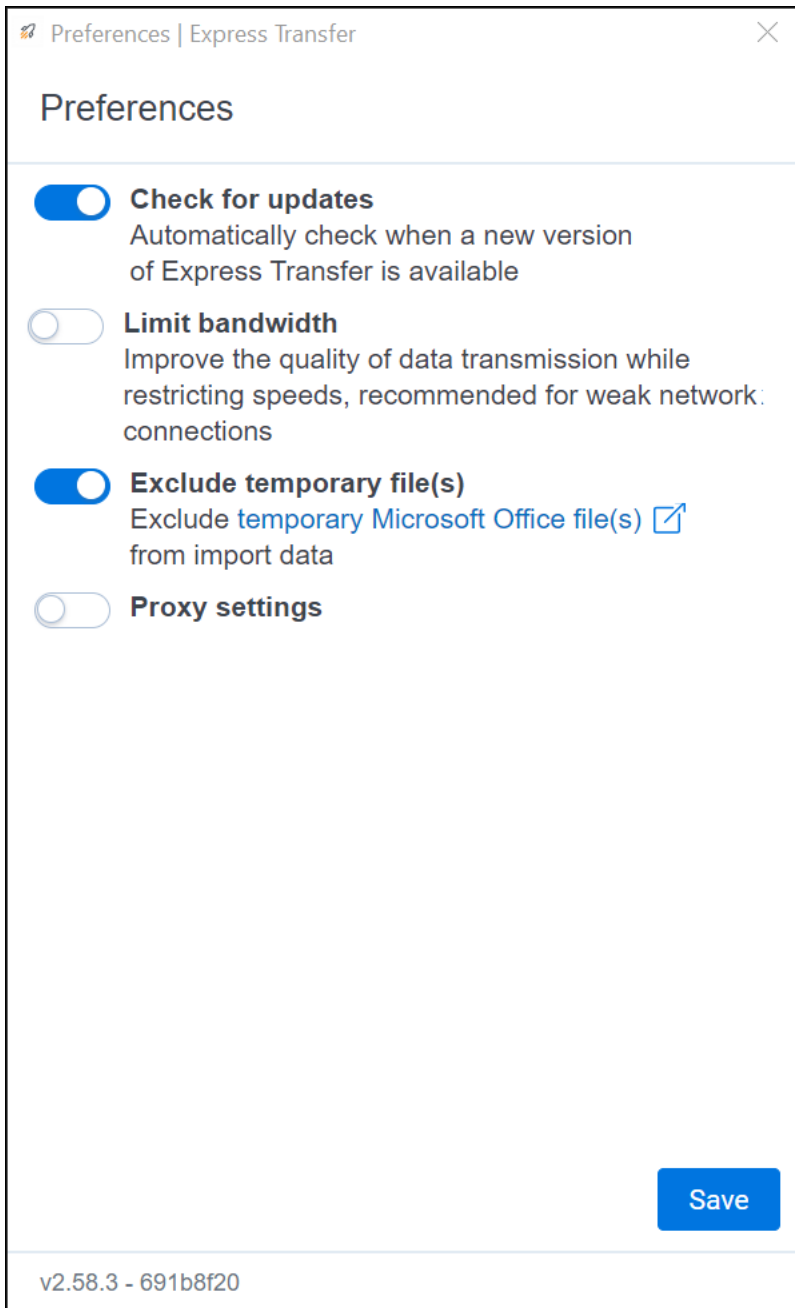 Preferences | Express Transfer
Preferences
Check for updates
Automatically check when a new version
of Express Transfer is available
Limit bandwidth
Improve the quality of data transmission while
restricting speeds, recommended for weak network
connections
Exclude temporary file(s)
Exclude temporary Microsoft Office file(s)
from import data
Proxy settings
Save
v2.58.3 - 691b8f20